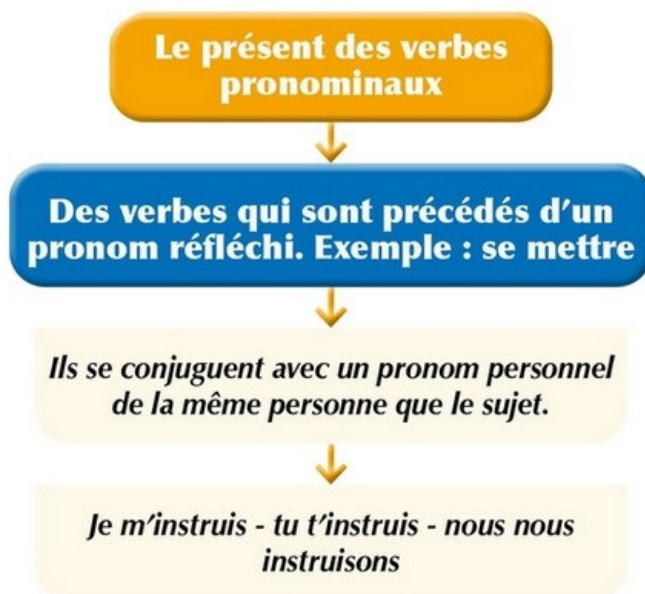 Le présent des verbes
pronominaux
Des verbes qui sont précédés d’un
pronom réfléchi. Exemple : se mettre
Ils se conjuguent avec un pronom personnel
de la même personne que le sujet.
Je m’instruis - tu t’instruis - nous nous
instruisons